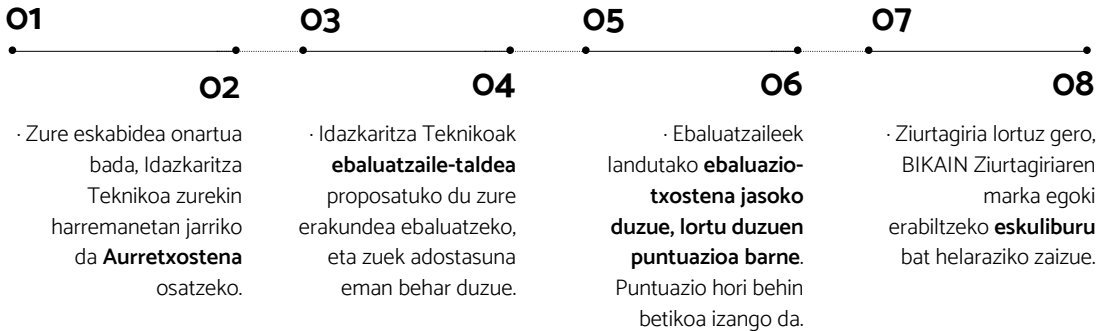 01
03
05
07
02
04
06
08
· Zure eskabidea onartua
bada, Idazkaritza
Teknikoa zurekin
harremanetan jarriko
da Aurretxostena
osatzeko.
· Idazkaritza Teknikoak
ebaluatzaile-taldea
proposatuko du zure
erakundea ebaluatzeko,
eta zuek adostasuna
eman behar duzue.
· Ebaluatzaileek
landutako ebaluazio-
txostena jasoko
duzue, lortu duzuen
puntuazioa barne.
Puntuazio hori behin
betikoa izango da.
· Ziurtagiria lortuz gero,
BIKAIN Ziurtagiriaren
marka egoki
erabiltzeko eskuliburu
bat helaraziko zaizue.